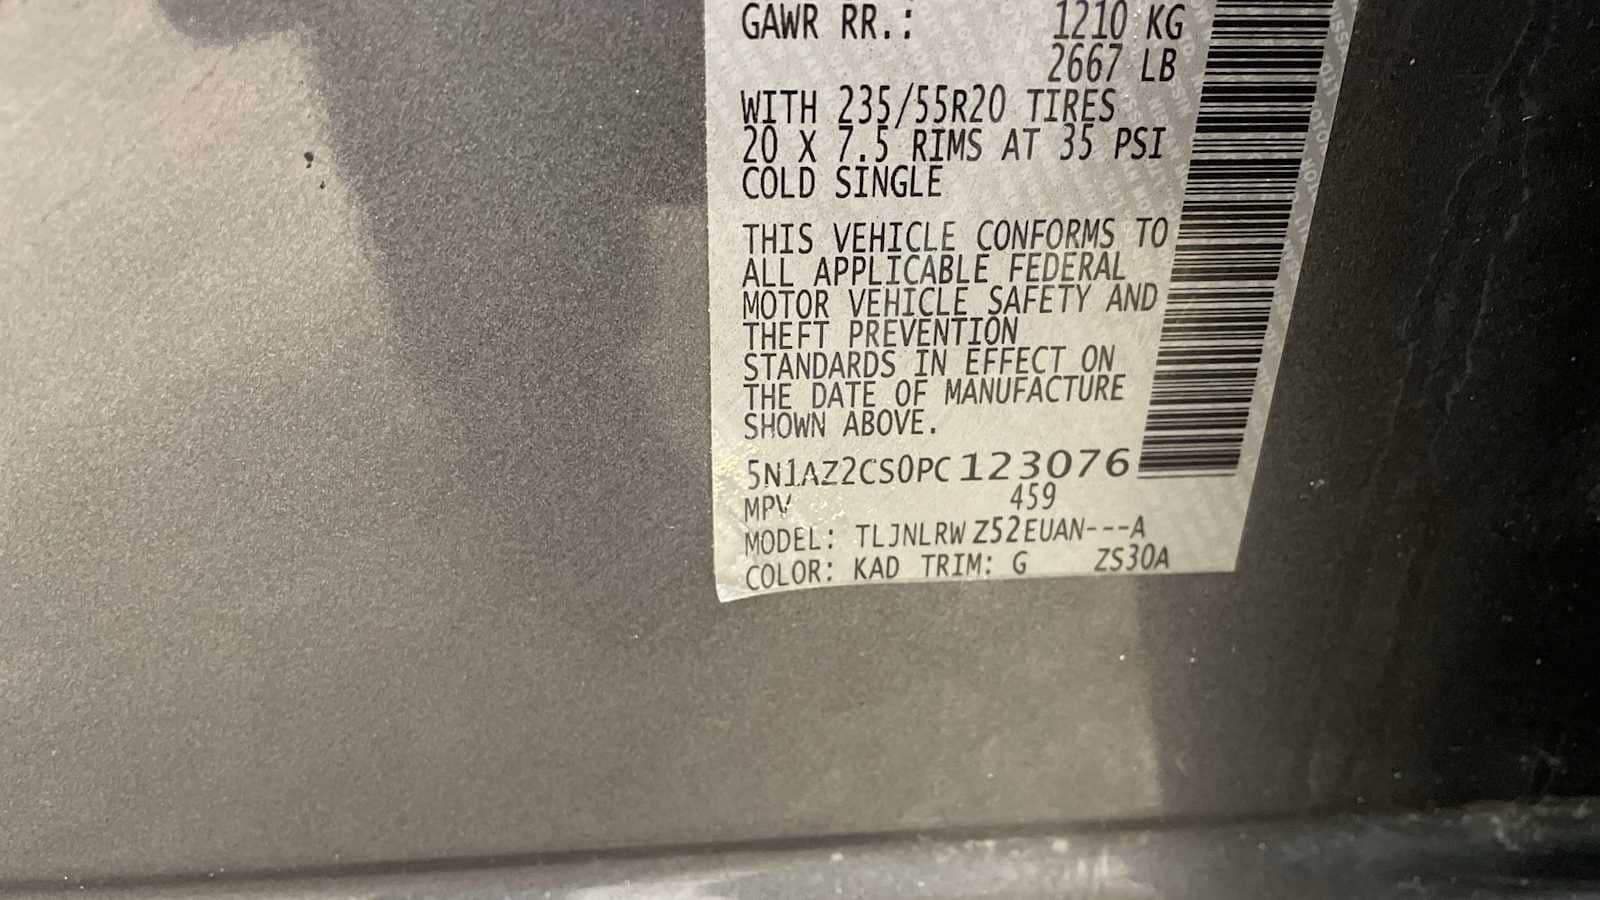 GAWR RR.: 1210 KG
2667 LB
WITH 235/55R20 TIRES
20 X 7.5 RIMS AT 35 PSI
COLD SINGLE
THIS VEHICLE CONFORMS TO
ALL APPLICABLE FEDERAL
MOTOR VEHICLE SAFETY AND
THEFT PREVENTION
STANDARDS IN EFFECT ON
THE DATE OF MANUFACTURE
SHOWN ABOVE.
5N1AZ2CS0PC123076
MPV 459
MODEL: TLJNLRWZ52EUAN---A
COLOR: KAD TRIM: G ZS30A